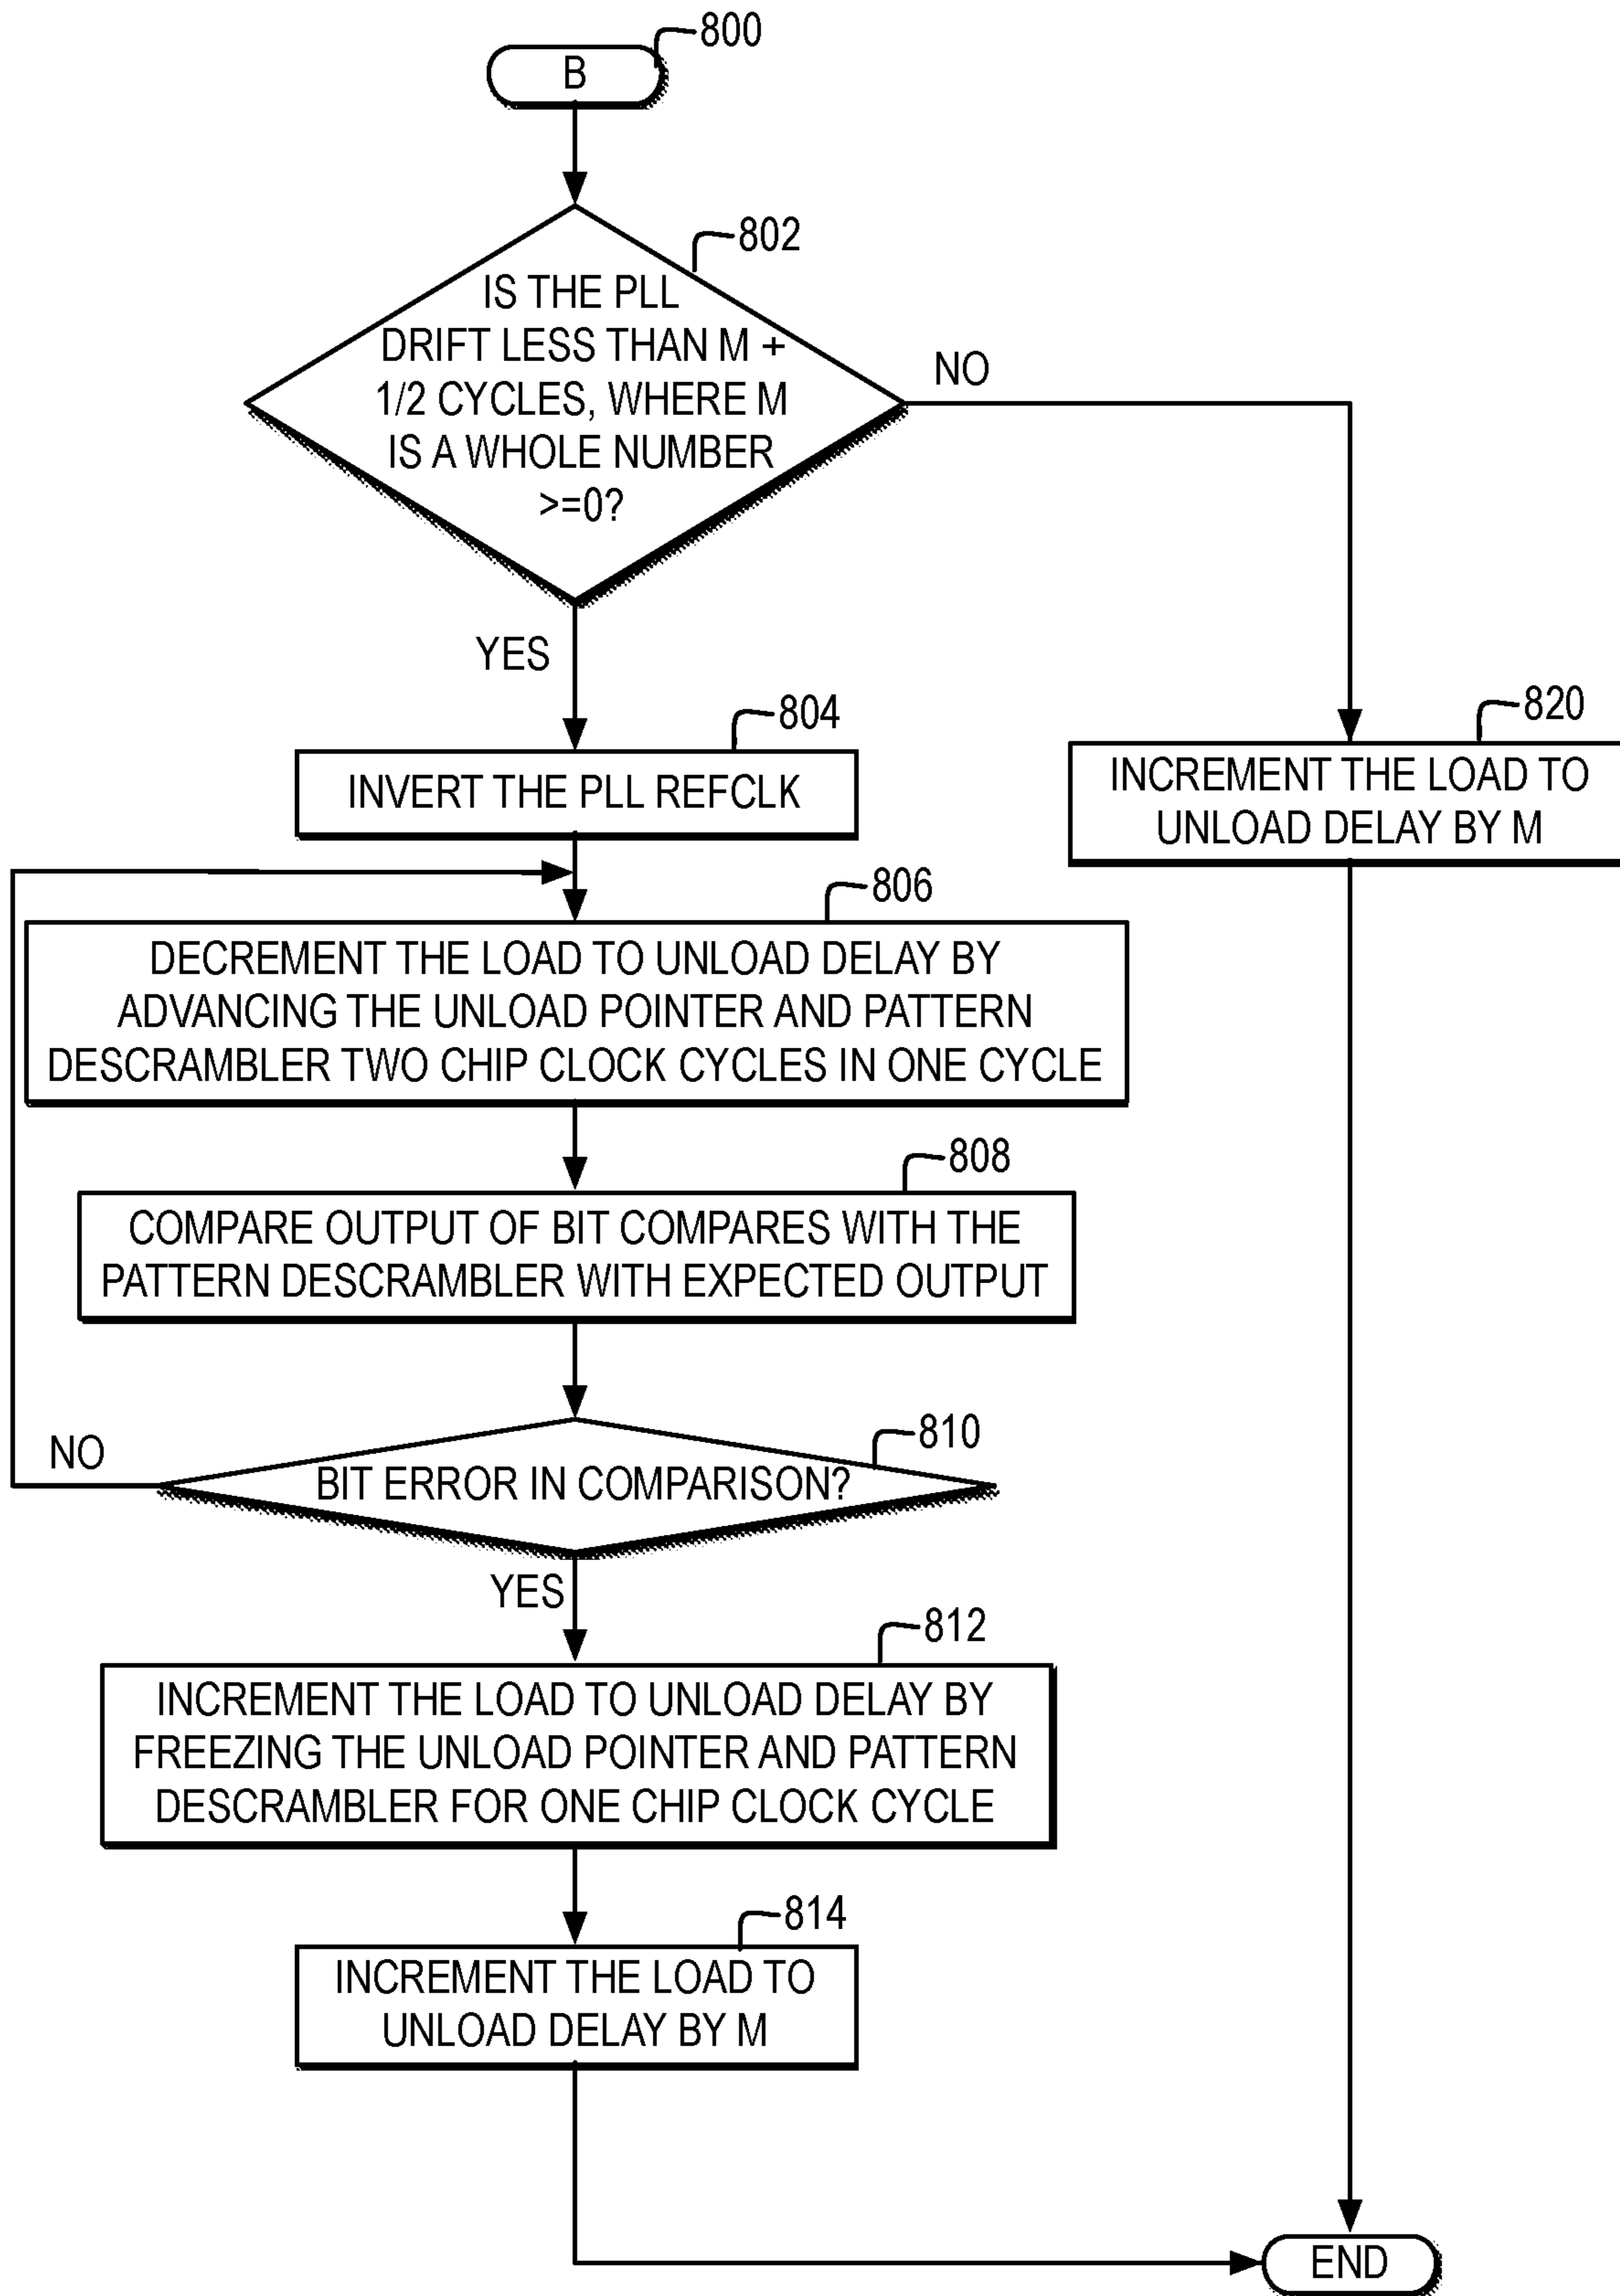 800
B
802
IS THE PLL
DRIFT LESS THAN M +
1/2 CYCLES, WHERE M
IS A WHOLE NUMBER
>=0?
NO
YES
804
INVERT THE PLL REFCLK
820
INCREMENT THE LOAD TO
UNLOAD DELAY BY M
806
DECREMENT THE LOAD TO UNLOAD DELAY BY
ADVANCING THE UNLOAD POINTER AND PATTERN
DESCRAMBLER TWO CHIP CLOCK CYCLES IN ONE CYCLE
808
COMPARE OUTPUT OF BIT COMPARES WITH THE
PATTERN DESCRAMBLER WITH EXPECTED OUTPUT
810
NO
BIT ERROR IN COMPARISON?
YES
812
INCREMENT THE LOAD TO UNLOAD DELAY BY
FREEZING THE UNLOAD POINTER AND PATTERN
DESCRAMBLER FOR ONE CHIP CLOCK CYCLE
814
INCREMENT THE LOAD TO
UNLOAD DELAY BY M
END